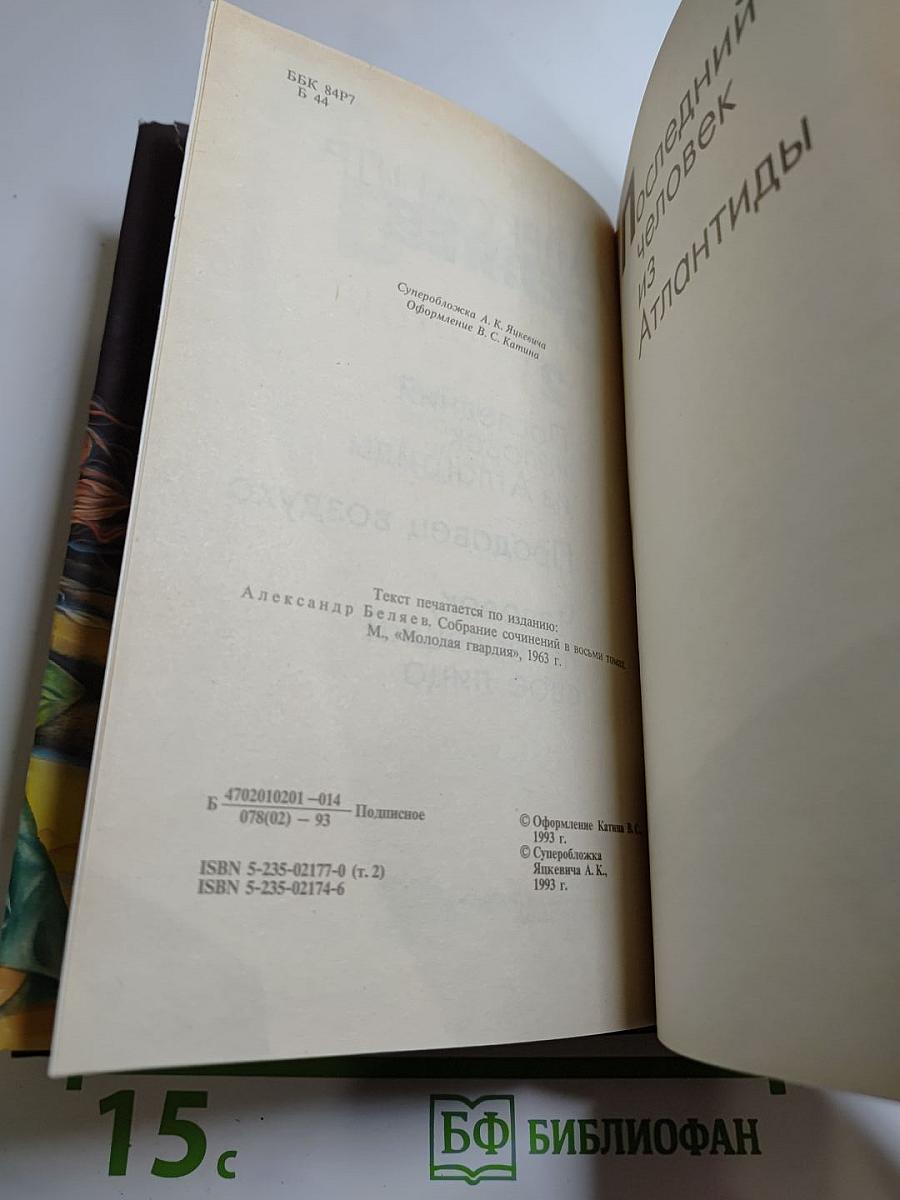 ББК 84Р7
Б 44
Суперобложка А. К. Яцкевича
Оформление В. С. Катина
Текст печатается по изданию:
Александр Беляев. Собрание сочинений в восьми томах.
М., «Молодая гвардия», 1963 г.
Б 4702010201—014
078(02) — 93
Подписное
ISBN 5-235-02177-0 (т. 2)
ISBN 5-235-02174-6
© Оформление Катина В. С.,
1993 г.
© Суперобложка
Яцкевича А. К.,
1993 г.
Последний
человек
из
Атлантиды
15 с
БФ БИБЛИОФАН